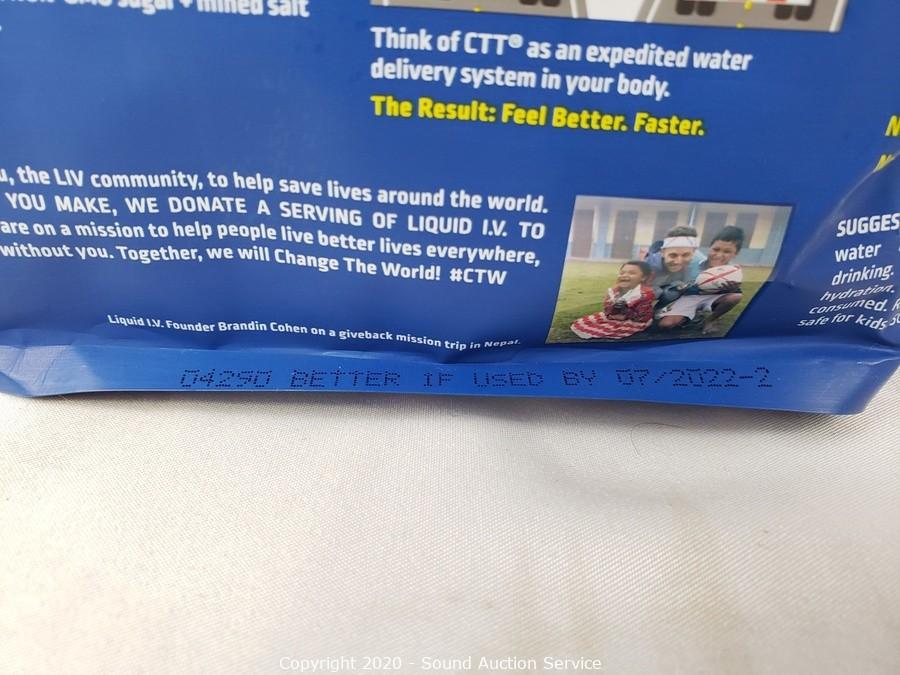 sugar + mined salt
Think of CTT® as an expedited water
delivery system in your body.
The Result: Feel Better. Faster.
the LIV community, to help save lives around the world.
YOU MAKE, WE DONATE A SERVING OF LIQUID I.V. TO
are on a mission to help people live better lives everywhere,
without you. Together, we will Change The World! #CTW
Liquid I.V. Founder Brandin Cohen on a giveback mission trip in Nepal.
water
drinking.
hydration.
consumed.
safe for kids
04290 BETTER IF USED BY 07/2022-2
Copyright 2020 - Sound Auction Service